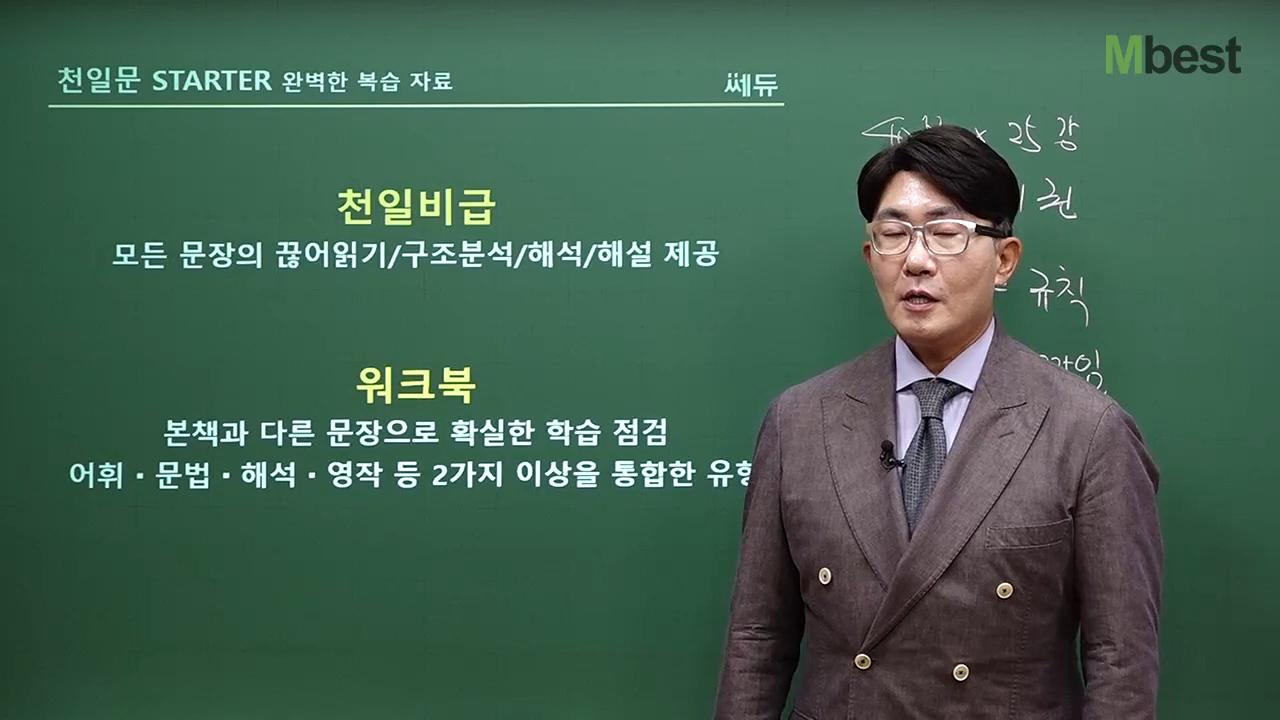 Mbest
천일문 STARTER 완벽한 복습 자료
쎄듀
천일비급
모든 문장의 끊어읽기/구조분석/해석/해설 제공
워크북
본책과 다른 문장으로 확실한 학습 점검
어휘・문법・해석・영작 등 2가지 이상을 통합한 유형
25 강
1 권
규칙